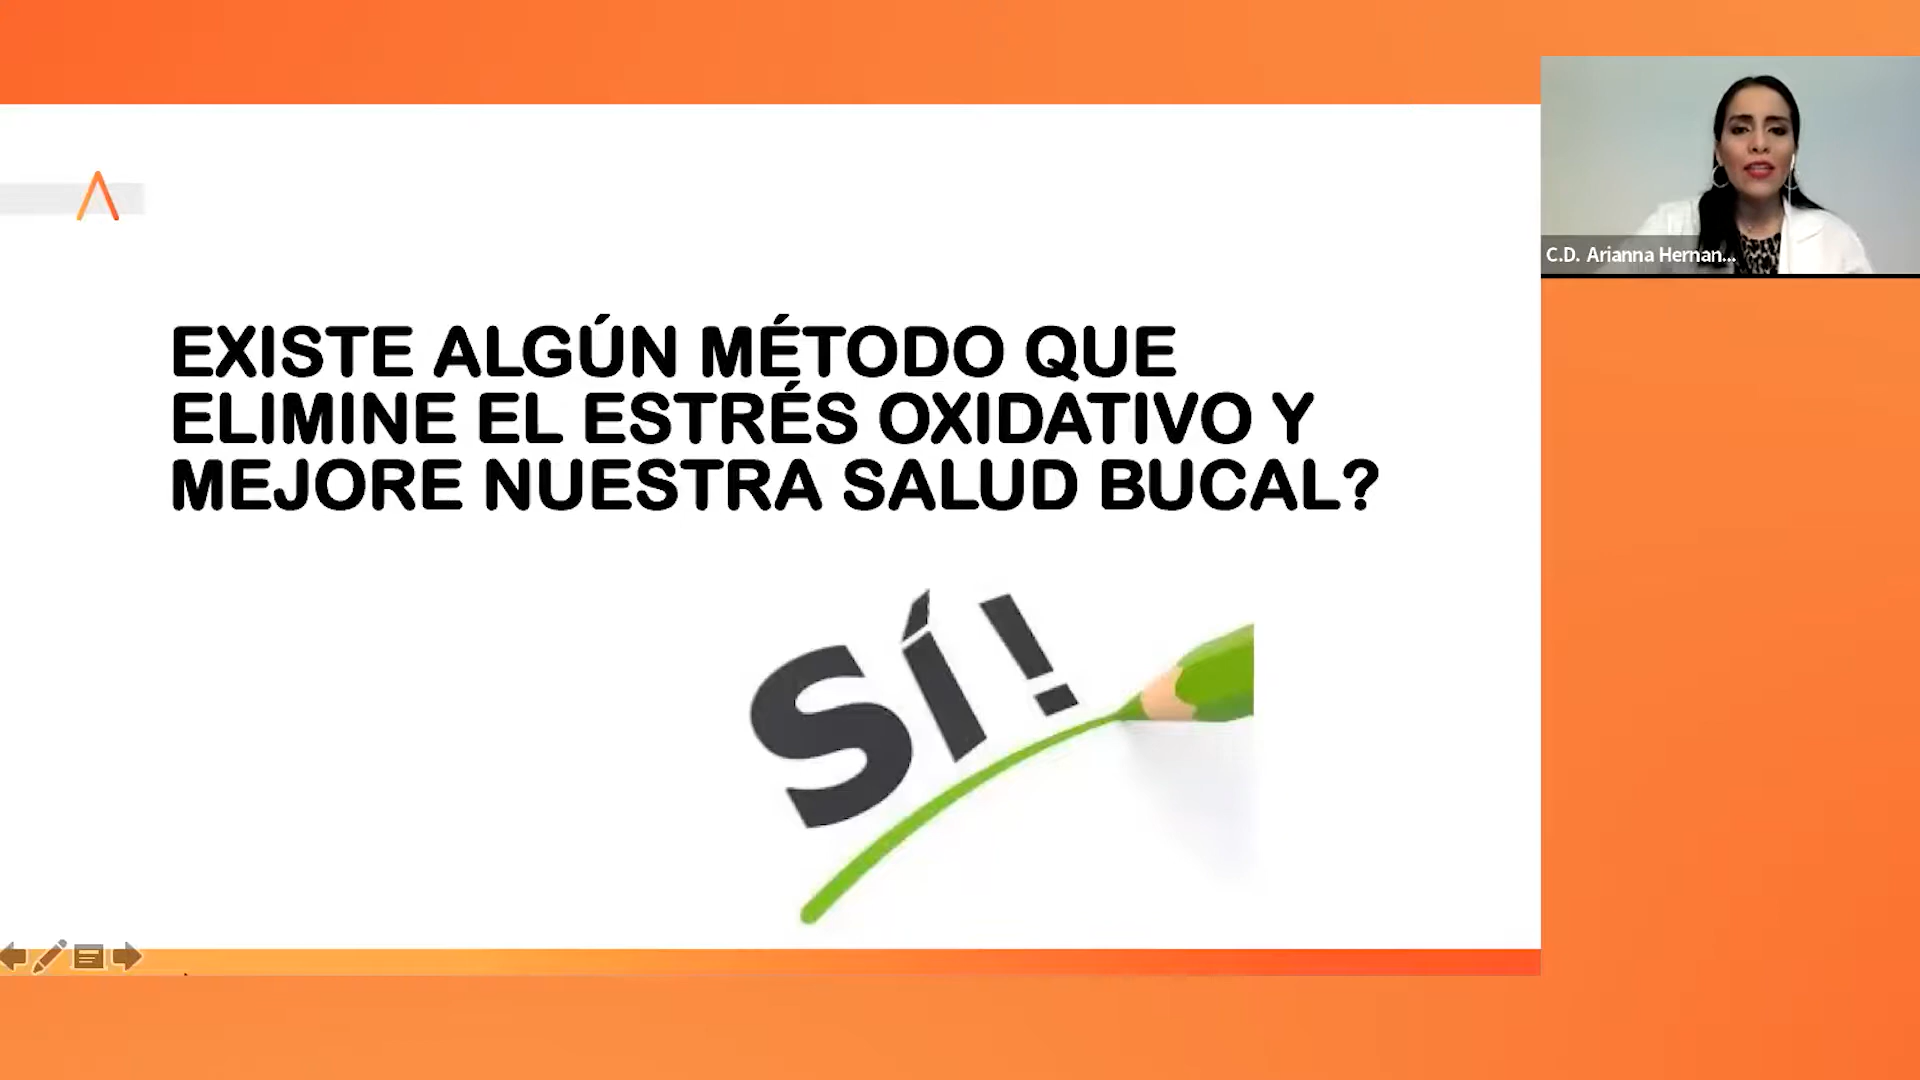 EXISTE ALGÚN MÉTODO QUE
ELIMINE EL ESTRÉS OXIDATIVO Y
MEJORE NUESTRA SALUD BUCAL?
SÍ!
C.D. Arianna Hernan...